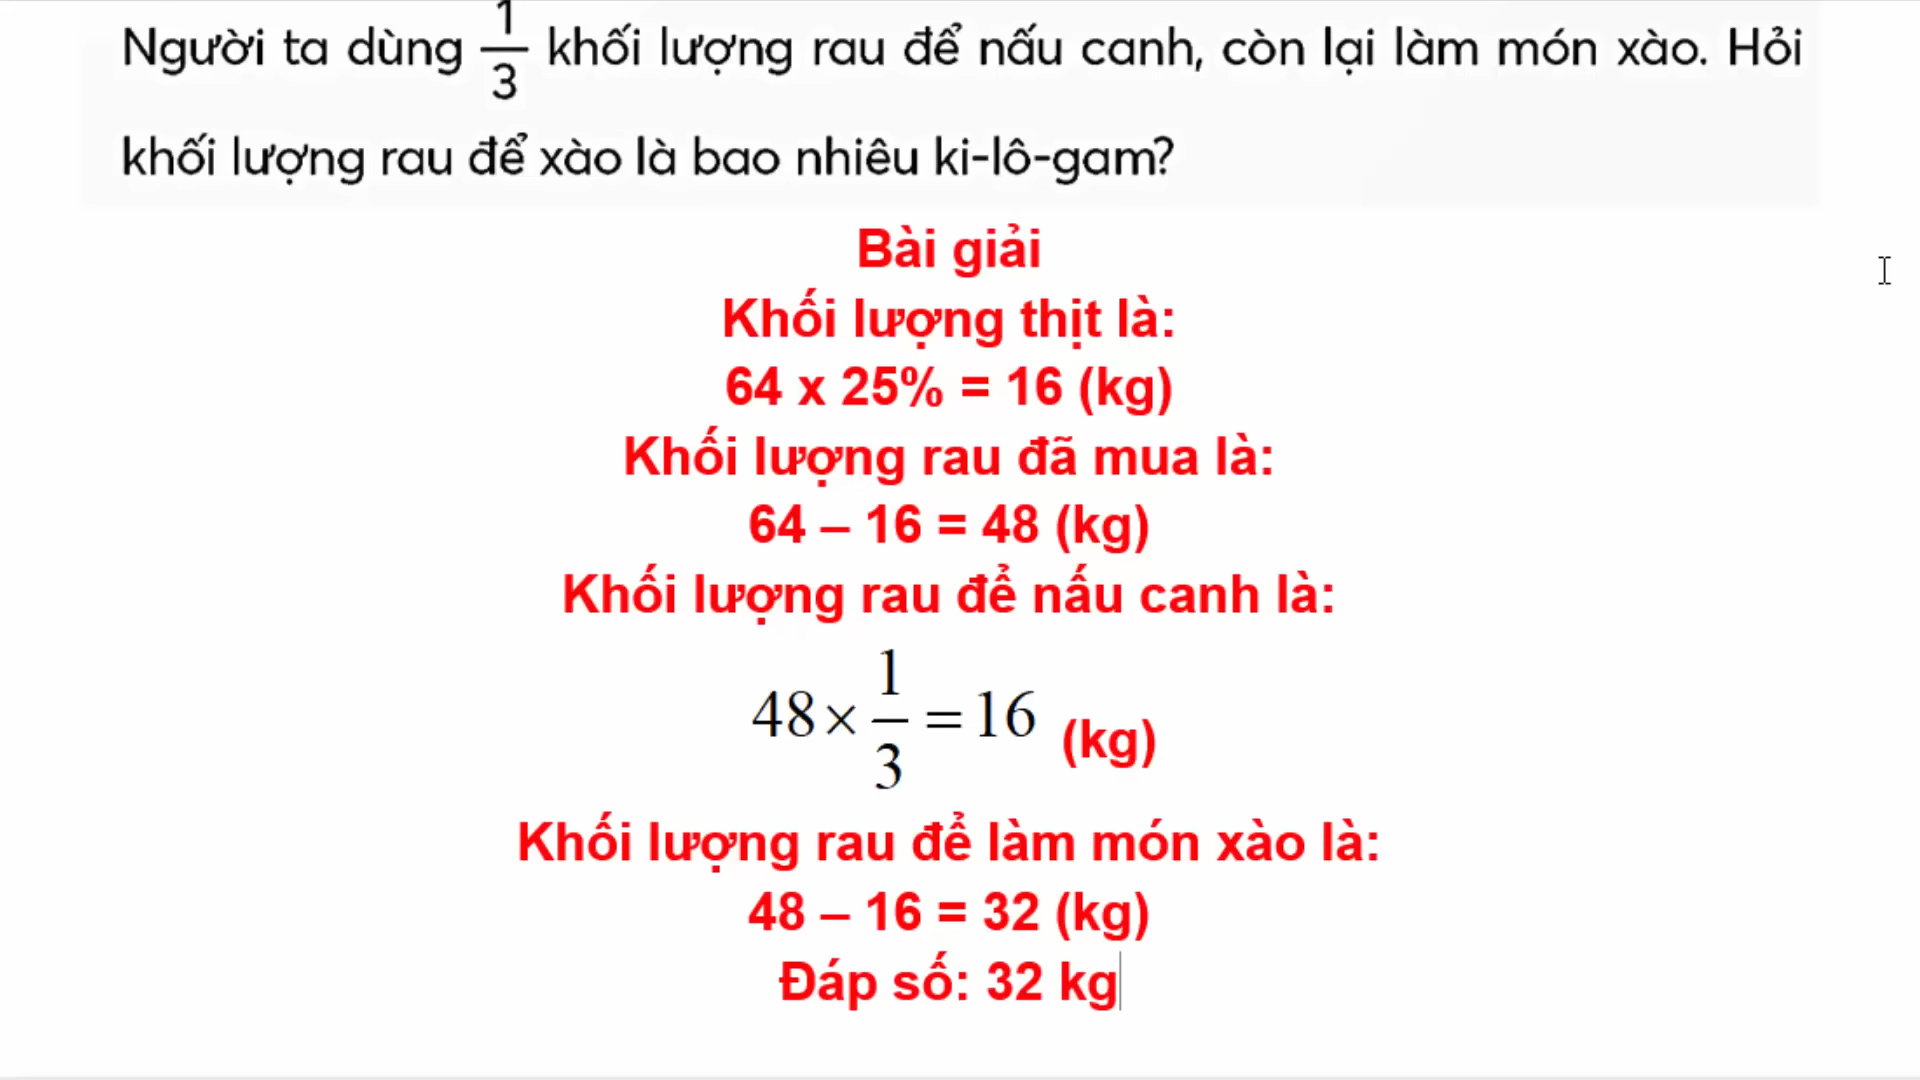 Người ta dùng 1/3 khối lượng rau để nấu canh, còn lại làm món xào. Hỏi
khối lượng rau để xào là bao nhiêu ki-lô-gam?
Bài giải
Khối lượng thịt là:
64 x 25% = 16 (kg)
Khối lượng rau đã mua là:
64 – 16 = 48 (kg)
Khối lượng rau để nấu canh là:
48 × 1/3 = 16 (kg)
Khối lượng rau để làm món xào là:
48 – 16 = 32 (kg)
Đáp số: 32 kg